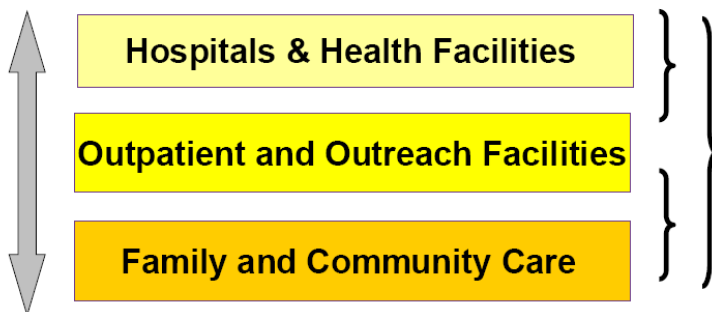 Hospitals & Health Facilities
Outpatient and Outreach Facilities
Family and Community Care